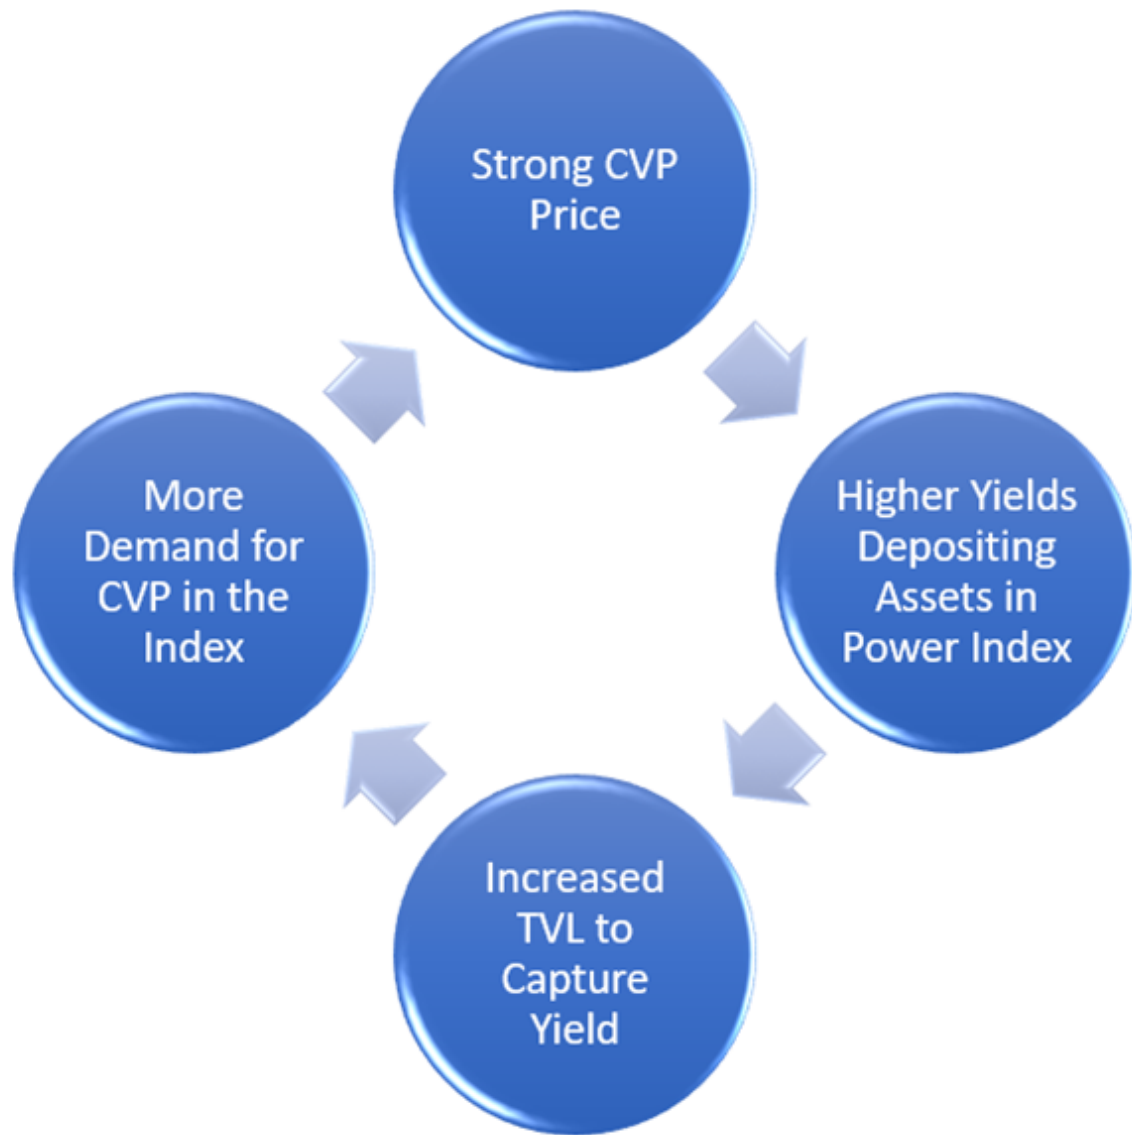 Strong CVP
Price
Higher Yields
Depositing
Assets in
Power Index
Increased
TVL to
Capture
Yield
More
Demand for
CVP in the
Index